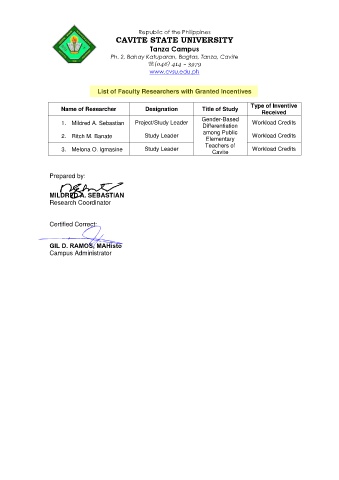 Republic of the Philippines
CAVITE STATE UNIVERSITY
Tanza Campus
Ph. 2, Bahay Katuparan, Bagtas, Tanza, Cavite
(046) 414 – 3979
www.cvsu.edu.ph
List of Faculty Researchers with Granted Incentives
Name of Researcher Designation Title of Study Type of Inventive Received
1. Mildred A. Sebastian Project/Study Leader Gender-Based Differentiation among Public Elementary Teachers of Cavite Workload Credits
2. Ritch M. Banate Study Leader Workload Credits
3. Melona O. Igmasine Study Leader Workload Credits
Prepared by:
MILDRED A. SEBASTIAN
Research Coordinator
Certified Correct:
GIL D. RAMOS, MAHisto
Campus Administrator